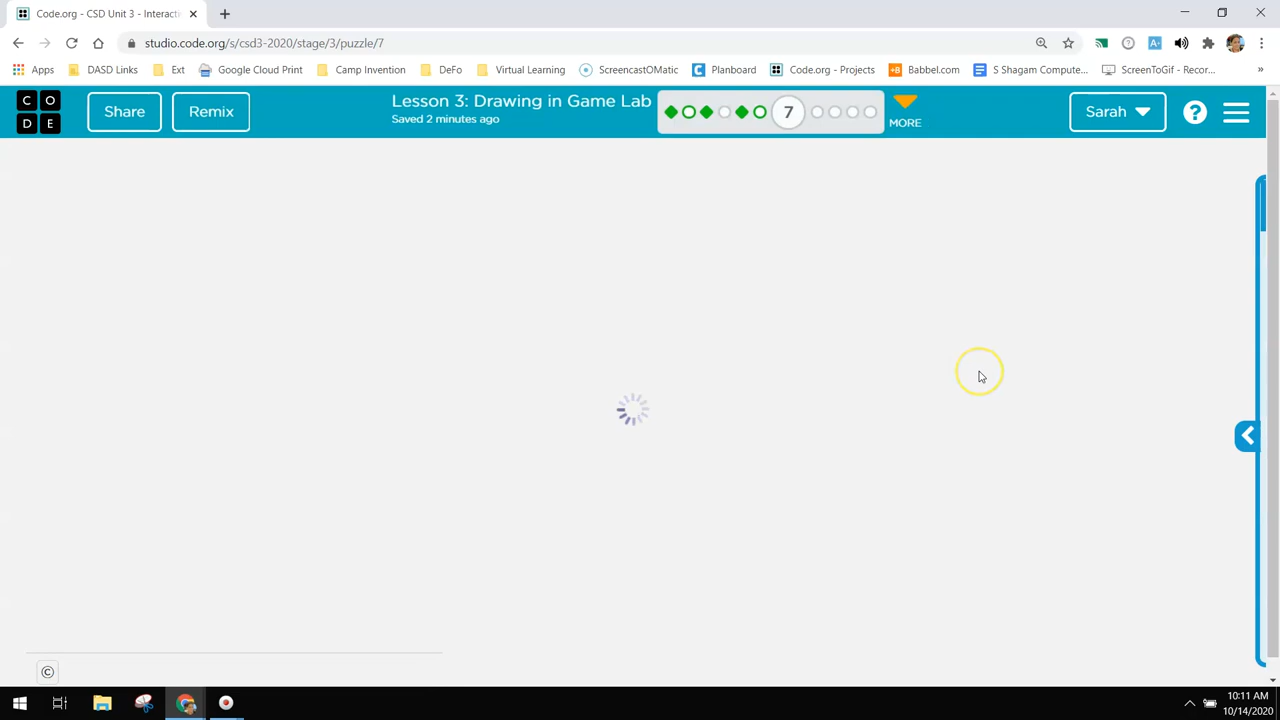 Code.org - CSD Unit 3 - Interacti
studio.code.org/s/csd3-2020/stage/3/puzzle/7
Apps
DASD Links
Ext
Google Cloud Print
Camp Invention
DeFo
Virtual Learning
ScreencastOMatic
Planboard
Code.org - Projects
Babbel.com
S Shagam Compute...
ScreenToGif - Recor...
C O
D E
Share
Remix
Lesson 3: Drawing in Game Lab
Saved 2 minutes ago
7
MORE
Sarah
?
©
10:11 AM
10/14/2020